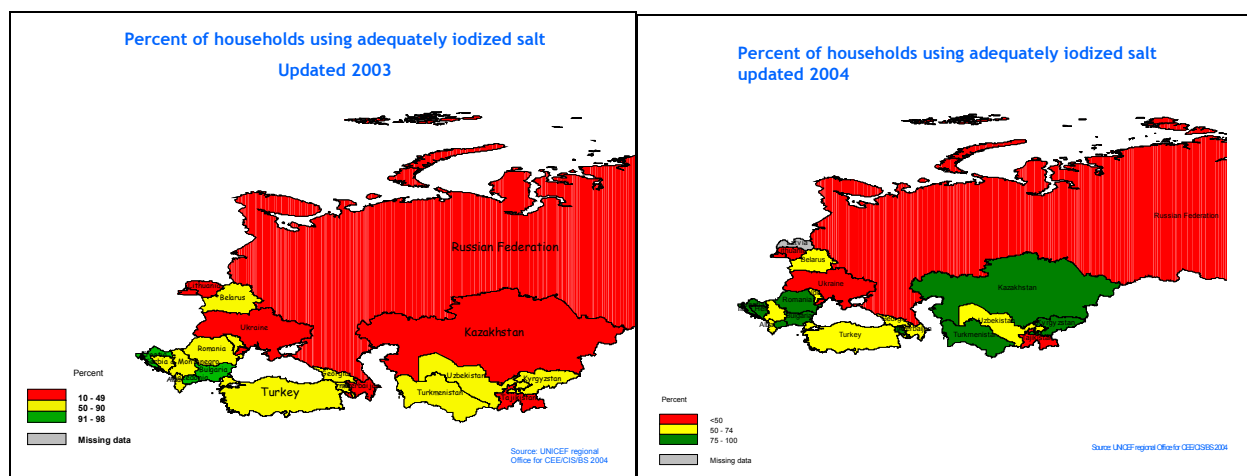 Percent of households using adequately iodized salt
Updated 2003
Russian Federation
Belarus
Ukraine
Kazakhstan
Romania
Bulgaria
Georgia
Uzbekistan
Kyrgyzstan
Turkey
Turkmenistan
Percent
10 - 49
50 - 90
91 - 98
Missing data
Source: UNICEF regional
Office for CEE/CIS/BS 2004
Percent of households using adequately iodized salt
updated 2004
Russian Federation
Belarus
Ukraine
Kazakhstan
Romania
Uzbekistan
Kyrgyzstan
Turkey
Turkmenistan
Percent
<50
50 - 74
75 - 100
Missing data
Source: UNICEF regional Office for CEE/CIS/BS 2004